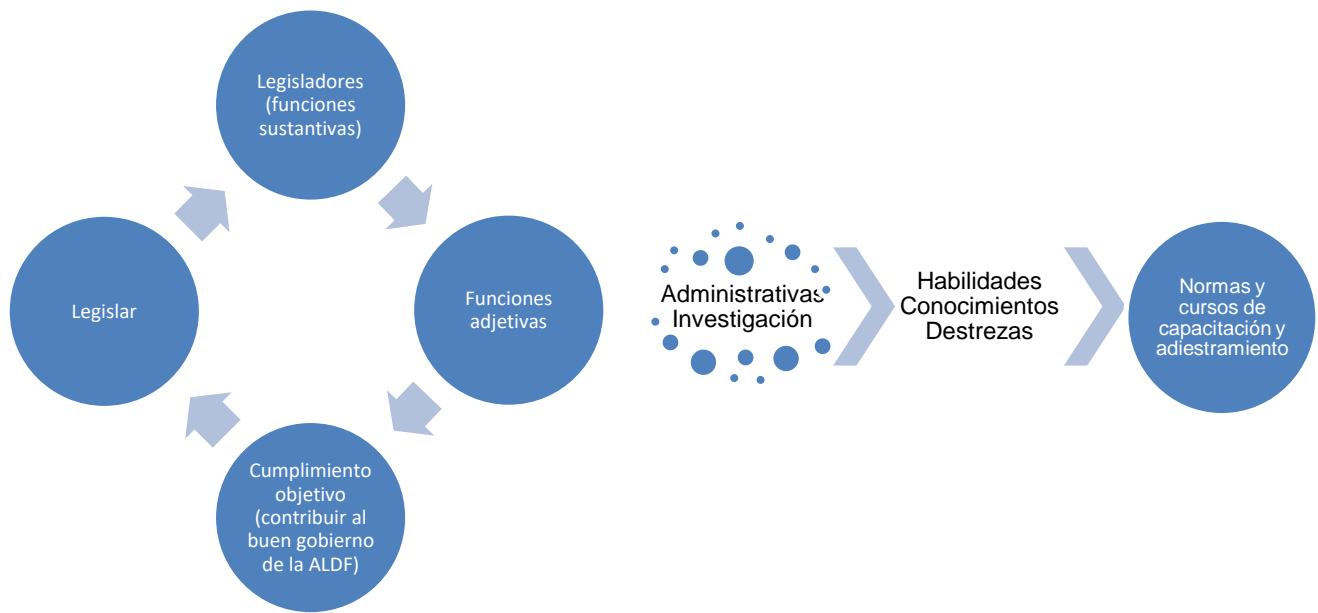 Legisladores
(funciones
sustantivas)
Funciones
adjetivas
Cumplimiento
objetivo
(contribuir al
buen gobierno
de la ALDF)
Legislar
Administrativas
Investigación
Habilidades
Conocimientos
Destrezas
Normas y
cursos de
capacitación y
adiestramiento